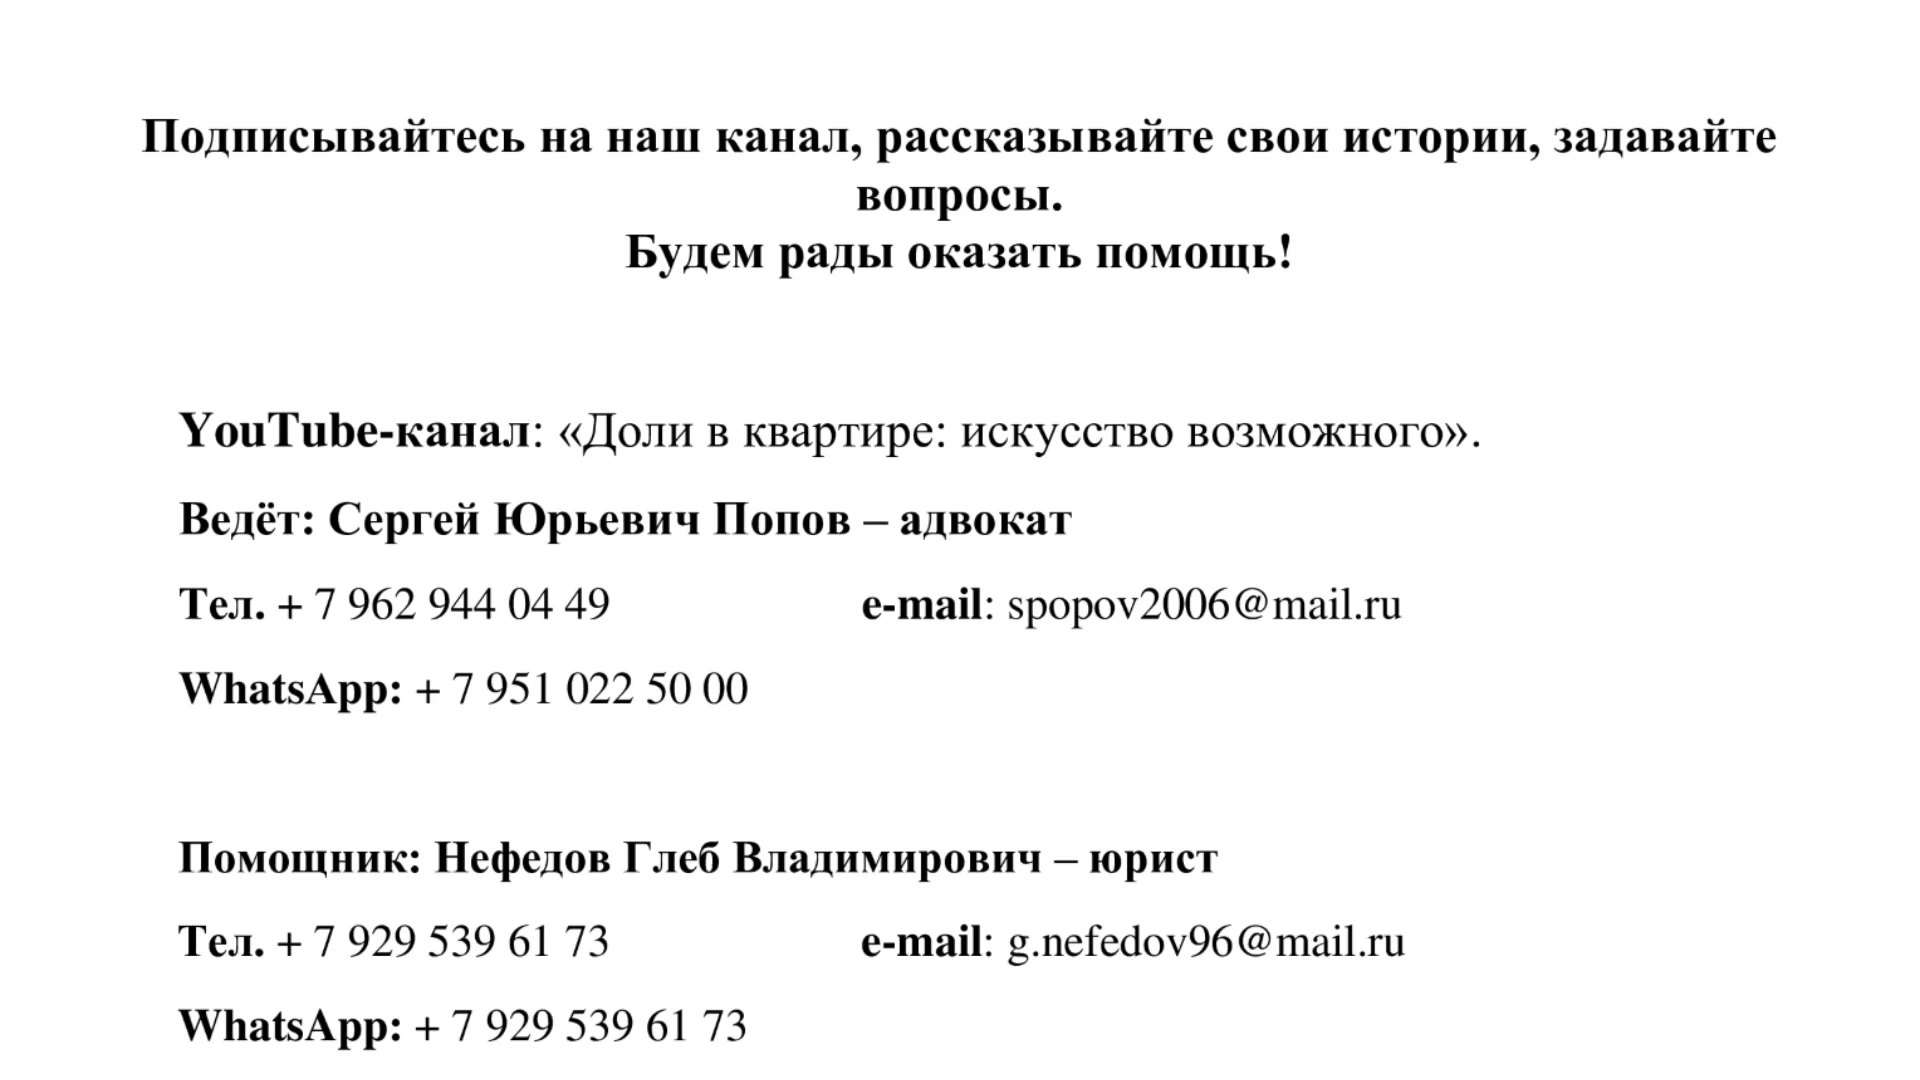 Подписывайтесь на наш канал, рассказывайте свои истории, задавайте
вопросы.
Будем рады оказать помощь!
YouTube-канал: «Доли в квартире: искусство возможного».
Ведёт: Сергей Юрьевич Попов – адвокат
Тел. + 7 962 944 04 49 e-mail: spopov2006@mail.ru
WhatsApp: + 7 951 022 50 00
Помощник: Нефедов Глеб Владимирович – юрист
Тел. + 7 929 539 61 73 e-mail: g.nefedov96@mail.ru
WhatsApp: + 7 929 539 61 73